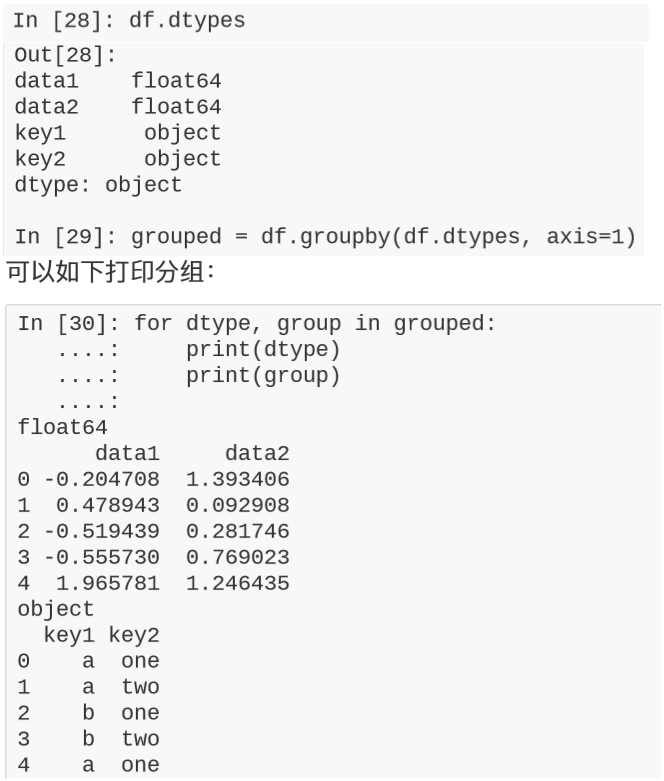 In [28]: df.dtypes
Out[28]:
data1    float64
data2    float64
key1      object
key2      object
dtype: object
In [29]: grouped = df.groupby(df.dtypes, axis=1)
可以如下打印分组：
In [30]: for dtype, group in grouped:
   ....:     print(dtype)
   ....:     print(group)
   ....:
float64
      data1     data2
0 -0.204708  1.393406
1  0.478943  0.092908
2 -0.519439  0.281746
3 -0.555730  0.769023
4  1.965781  1.246435
object
  key1 key2
0    a  one
1    a  two
2    b  one
3    b  two
4    a  one